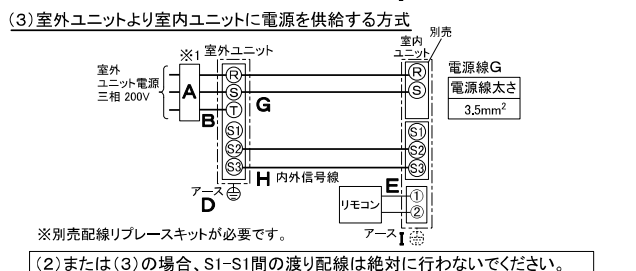 (3)室外ユニットより室内ユニットに電源を供給する方式
別売
※1 室外ユニット
室内
ユニット
室外
ユニット電源
三相 200V
A
B
R
S
T
S1
S2
S3
G
H 内外信号線
アース
D
R
S
S1
S2
S3
電源線G
電源線太さ
3.5mm²
E
リモコン
①
②
アース I
※別売配線リプレースキットが必要です。
(2)または(3)の場合、S1-S1間の渡り配線は絶対に行わないでください。